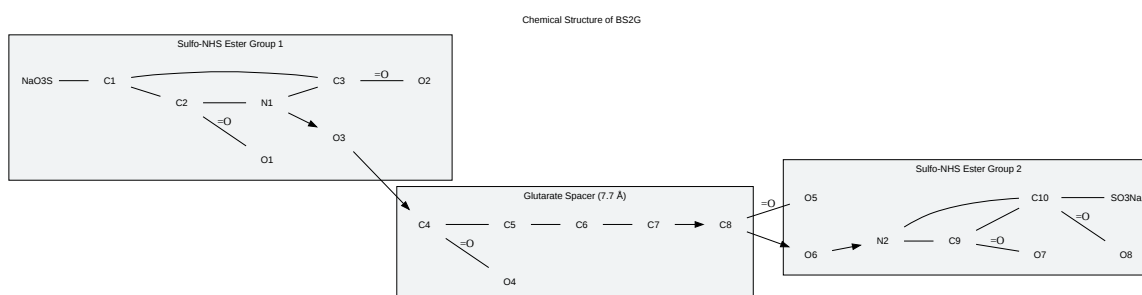 Chemical Structure of BS2G
Sulfo-NHS Ester Group 1
NaO3S
C1
C3
=O
O2
C2
N1
=O
O3
O1
Glutarate Spacer (7.7 Å)
C4
C5
C6
C7
C8
=O
O4
Sulfo-NHS Ester Group 2
=O
O5
C10
SO3Na
=O
N2
C9
=O
O6
O7
O8